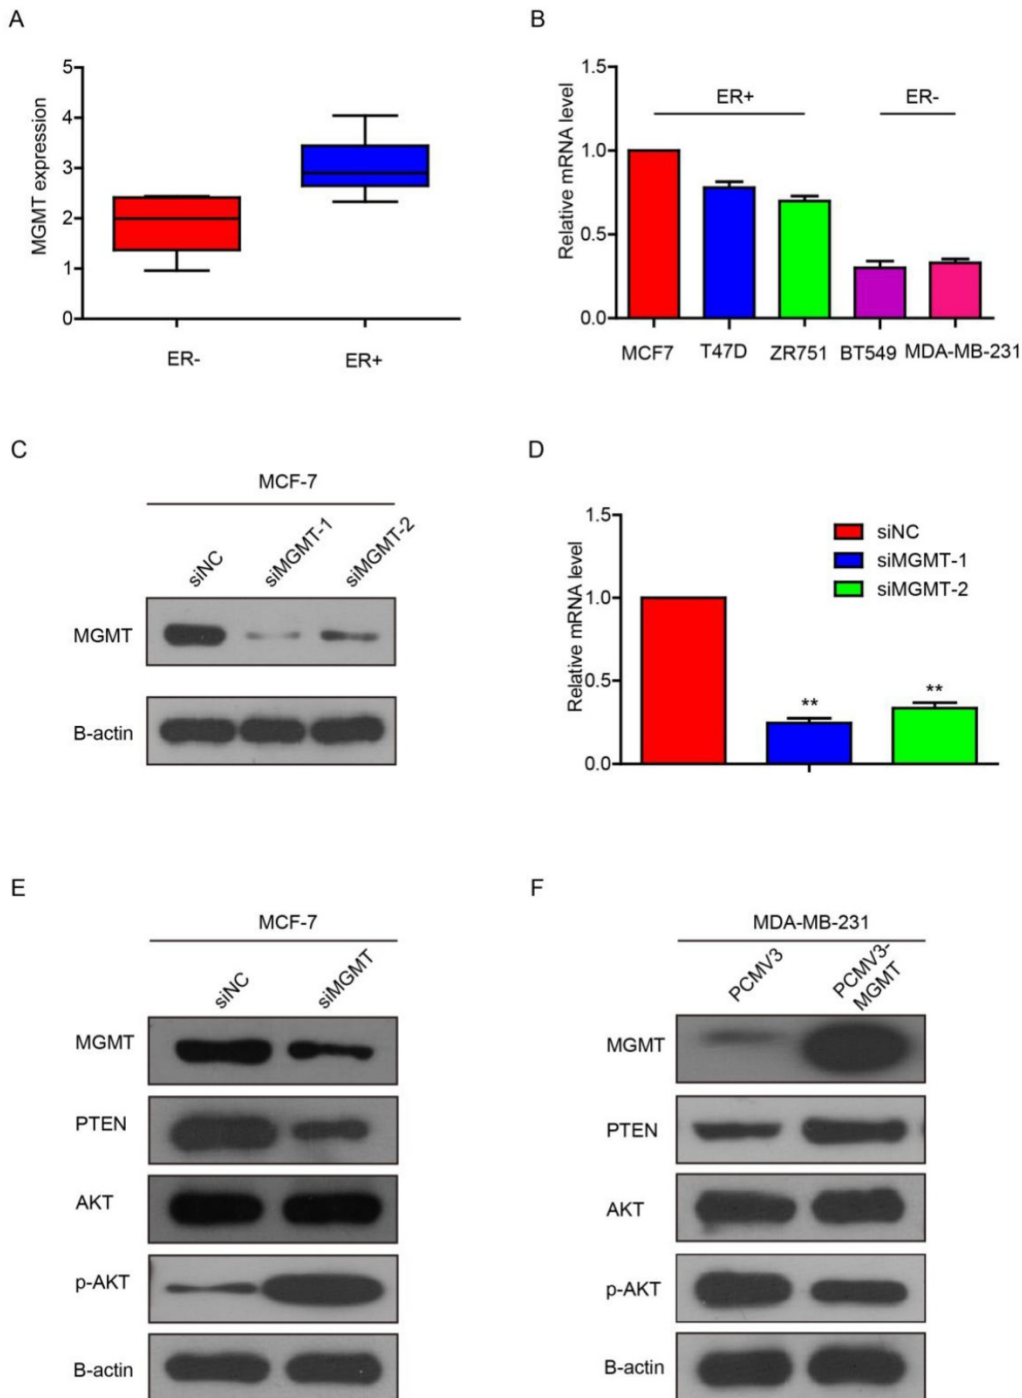 A
MGMT expression
5
4
3
2
1
0
ER-
ER+
B
Relative mRNA level
1.5
1.0
0.5
0.0
ER+
ER-
MCF7
T47D
ZR751
BT549
MDA-MB-231
C
MCF-7
siNC
siMGMT-1
siMGMT-2
MGMT
B-actin
D
Relative mRNA level
1.5
1.0
0.5
0.0
siNC
siMGMT-1
siMGMT-2
**
**
E
MCF-7
siNC
siMGMT
MGMT
PTEN
AKT
p-AKT
B-actin
F
MDA-MB-231
PCMV3
PCMV3-
MGMT
MGMT
PTEN
AKT
p-AKT
B-actin